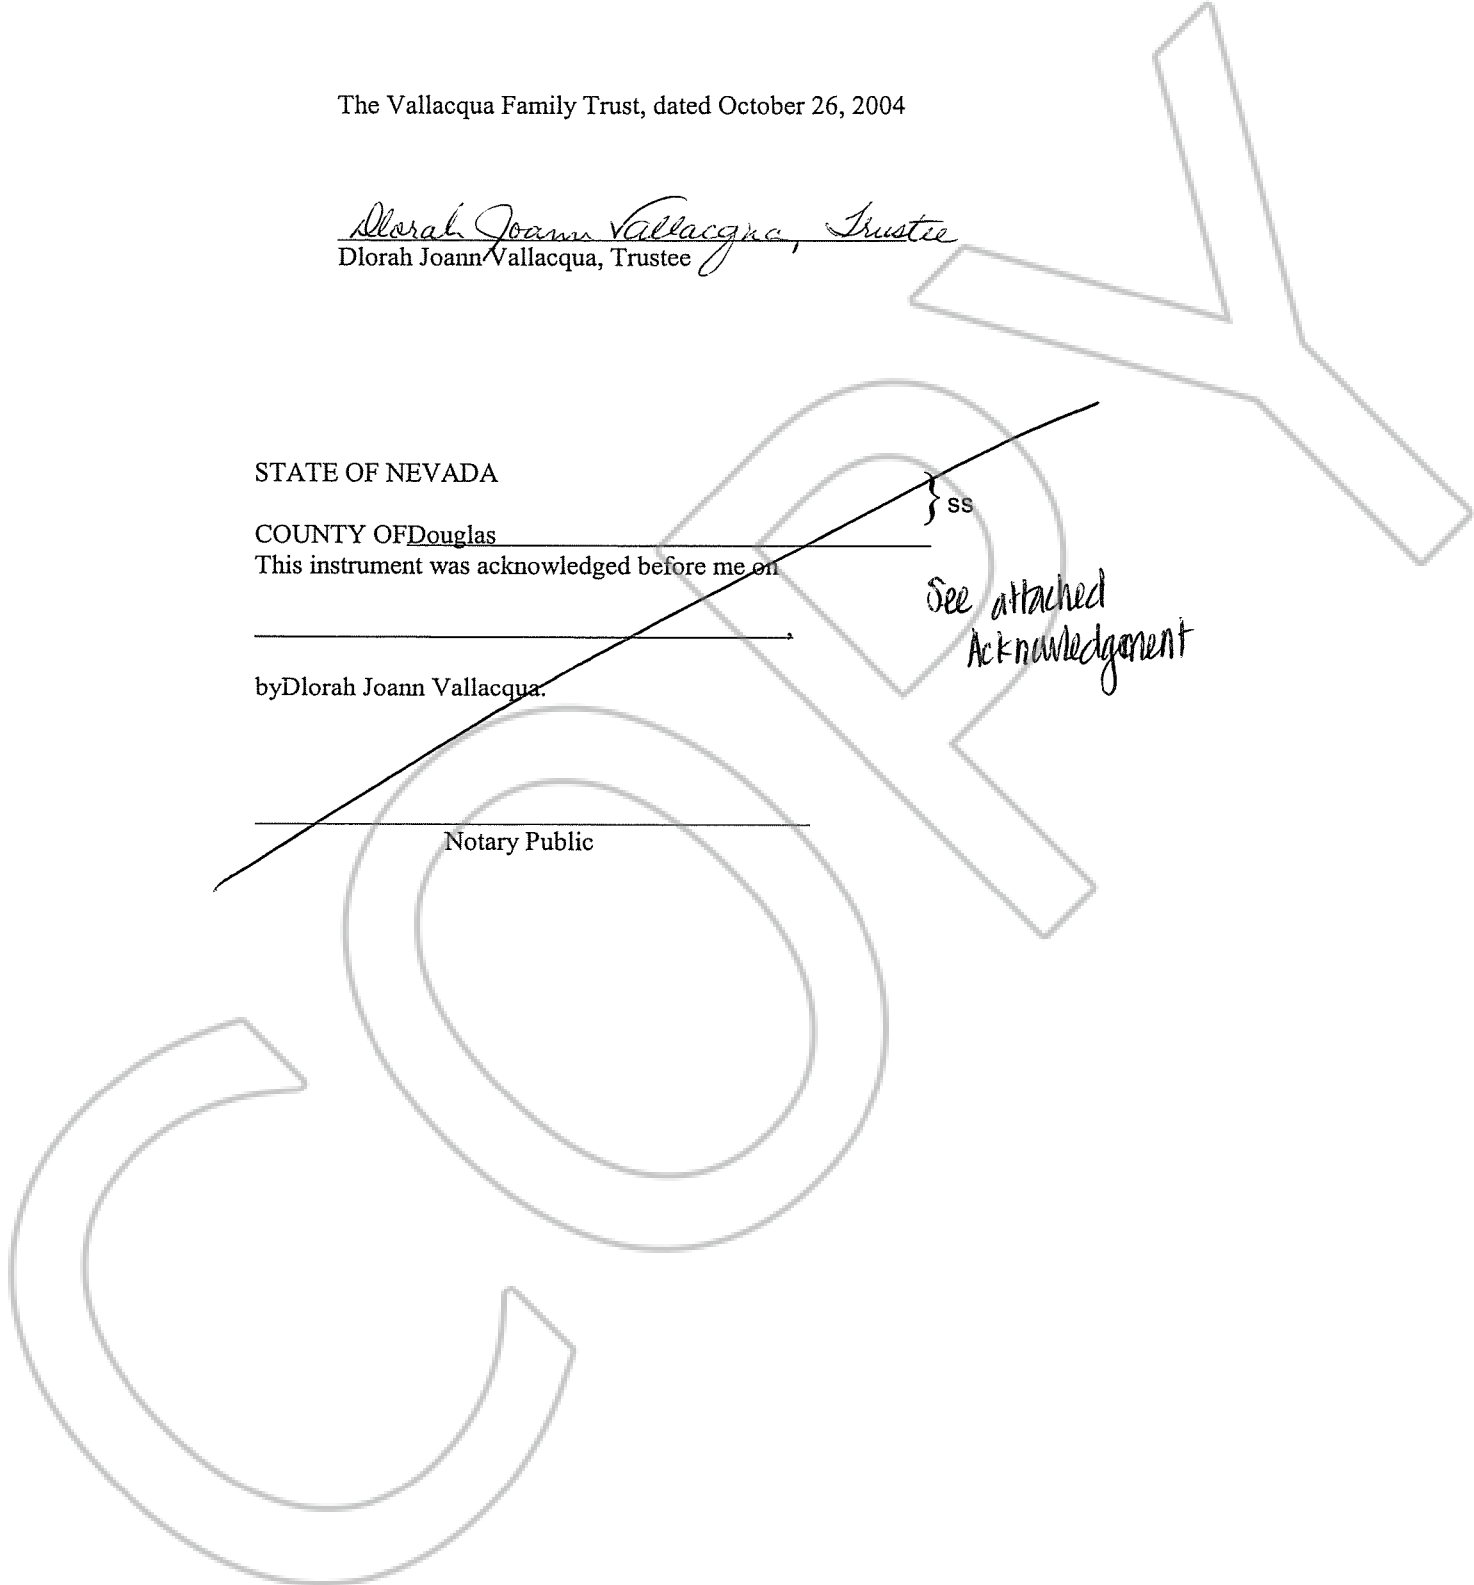 The Vallacqua Family Trust, dated October 26, 2004
Dlorah Joann Vallacqua, Trustee
Dlorah Joann Vallacqua, Trustee
STATE OF NEVADA
} ss
COUNTY OFDouglas
This instrument was acknowledged before me on
See attached
Acknowledgment
,
byDlorah Joann Vallacqua.
Notary Public
COPY